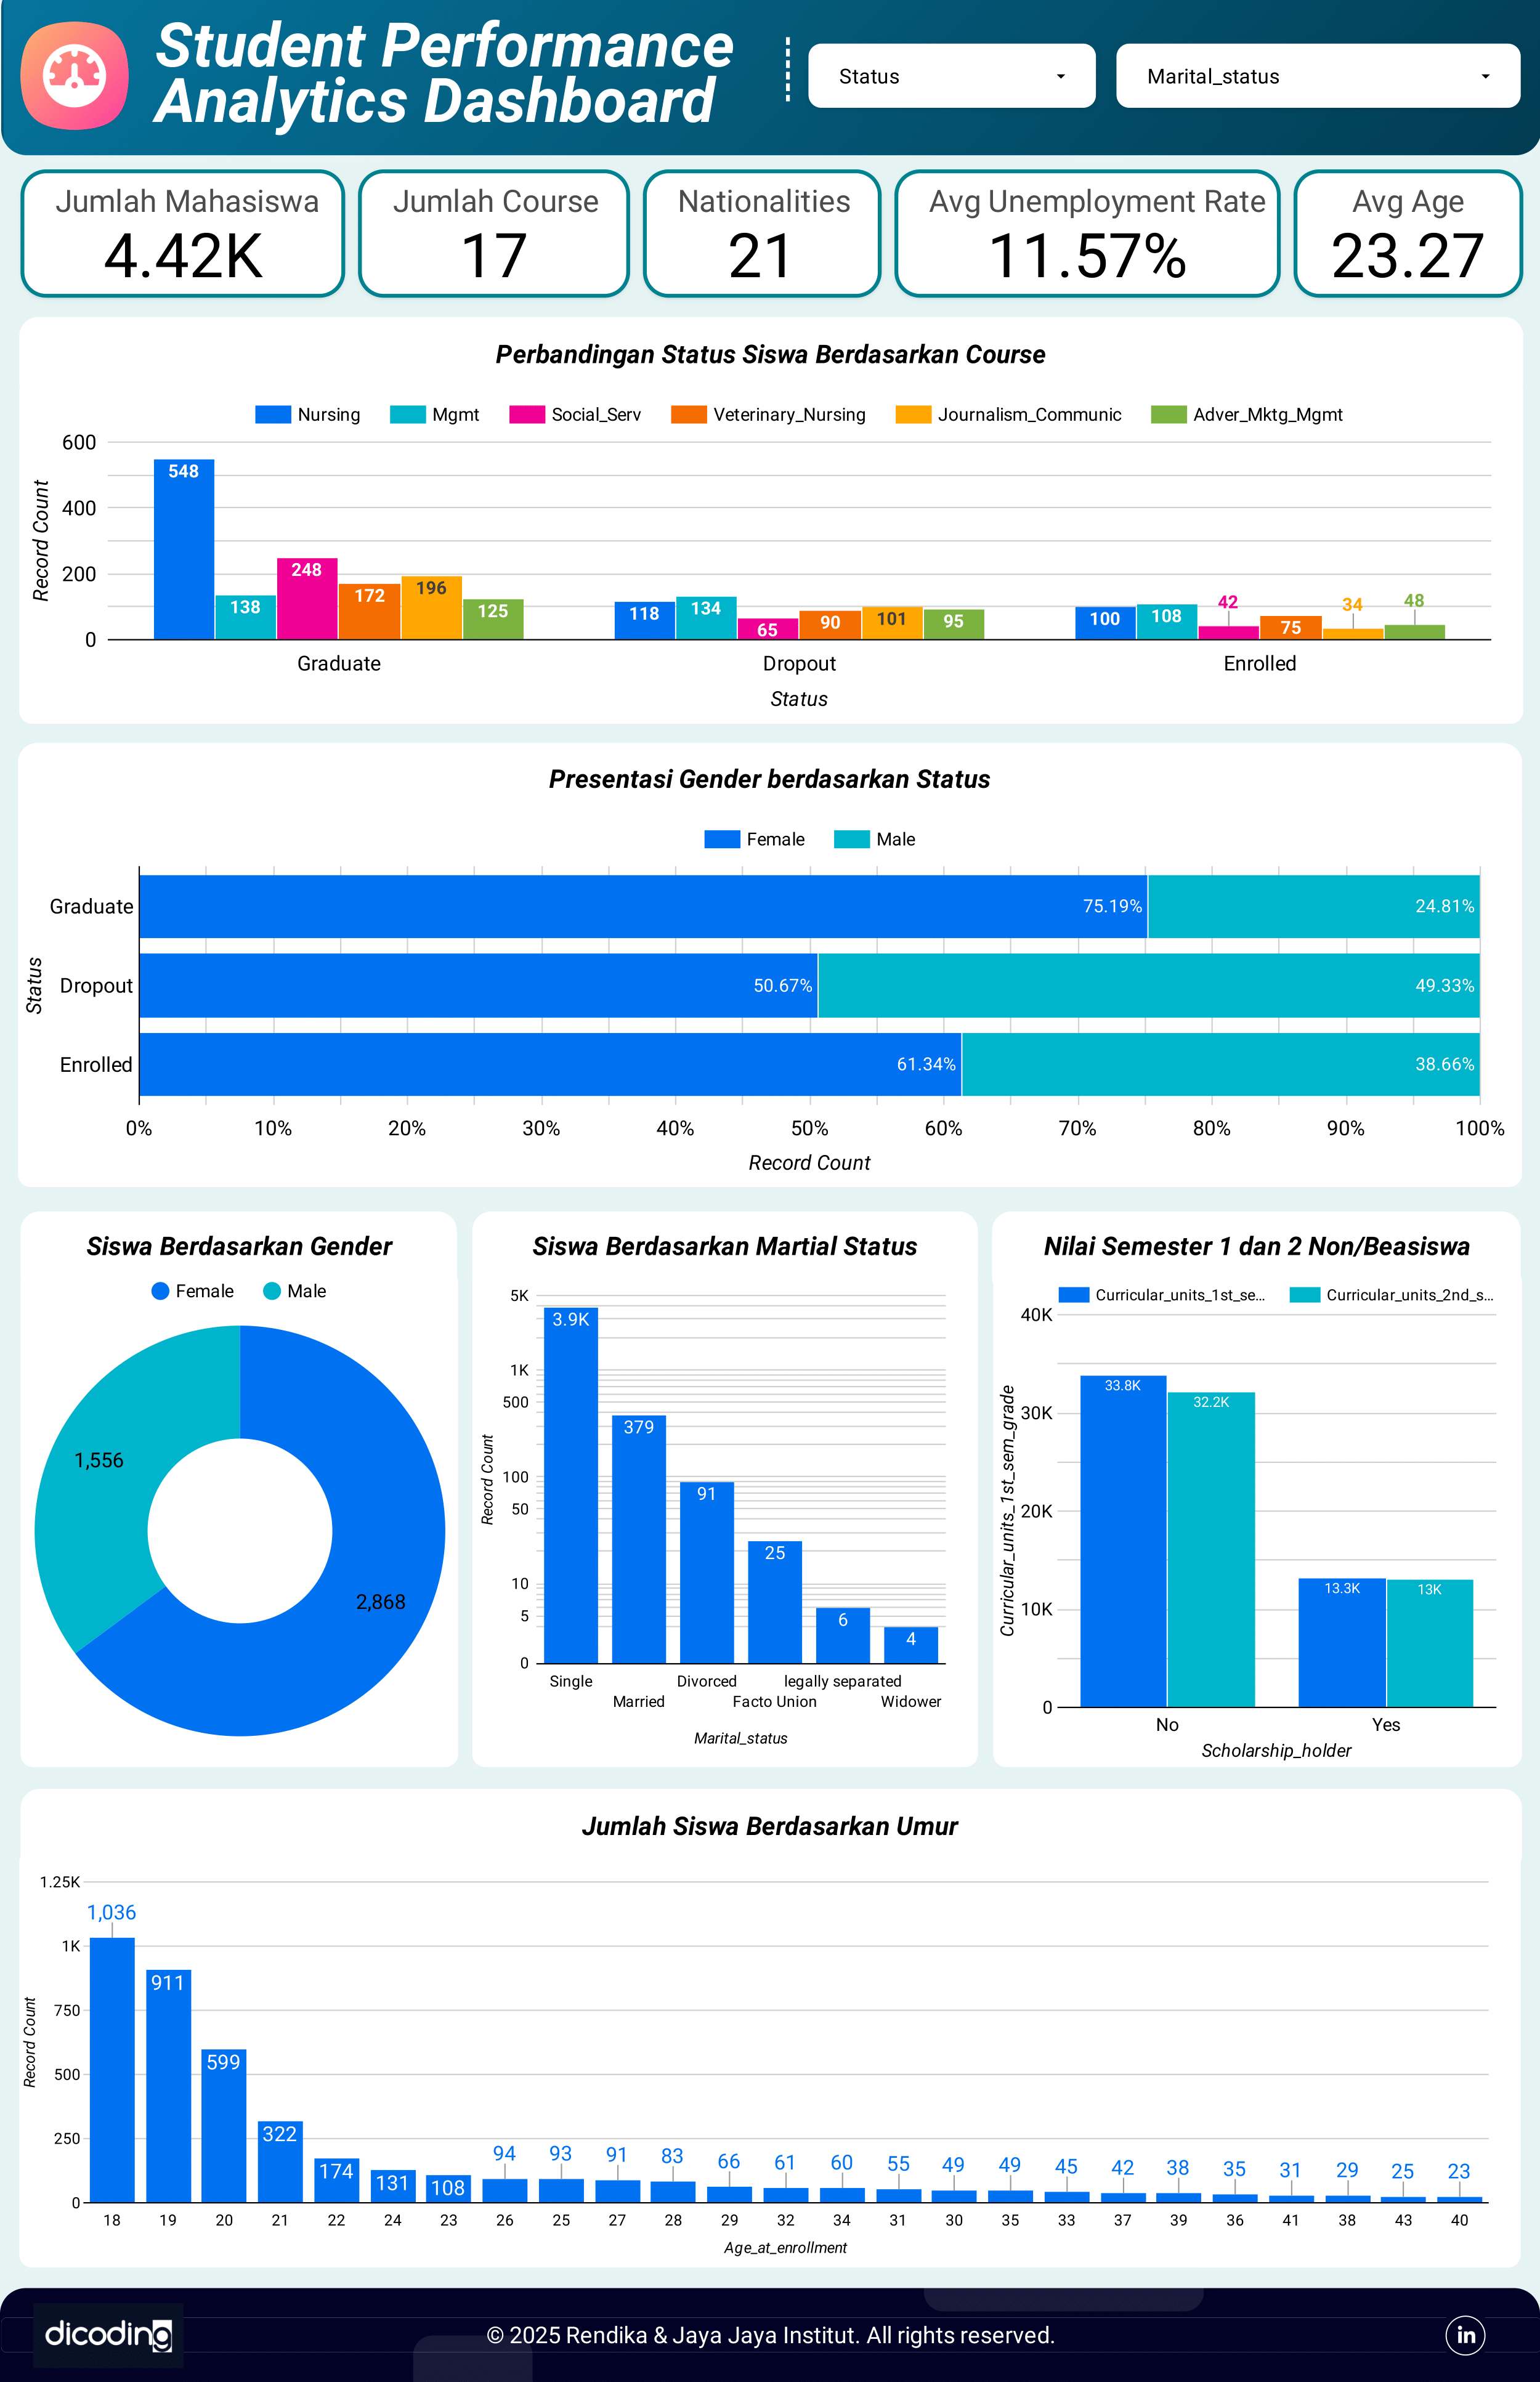 Student Performance
Analytics Dashboard
Status
Marital_status
Jumlah Mahasiswa
4.42K
Jumlah Course
17
Nationalities
21
Avg Unemployment Rate
11.57%
Avg Age
23.27
Perbandingan Status Siswa Berdasarkan Course
Nursing Mgmt Social_Serv Veterinary_Nursing Journalism_Communic Adver_Mktg_Mgmt
Record Count
600
400
200
0
548 138 248 172 196 125
118 134 65 90 101 95
100 108 42 75 34 48
Graduate Dropout Enrolled
Status
Presentasi Gender berdasarkan Status
Female Male
Status
Graduate 75.19% 24.81%
Dropout 50.67% 49.33%
Enrolled 61.34% 38.66%
0% 10% 20% 30% 40% 50% 60% 70% 80% 90% 100%
Record Count
Siswa Berdasarkan Gender
Female Male
1,556
2,868
Siswa Berdasarkan Martial Status
Record Count
5K
1K
500
100
50
10
5
0
3.9K 379 91 25 6 4
Single Divorced legally separated
Married Facto Union Widower
Marital_status
Nilai Semester 1 dan 2 Non/Beasiswa
Curricular_units_1st_se... Curricular_units_2nd_s...
Curricular_units_1st_sem_grade
40K
30K
20K
10K
0
33.8K 32.2K 13.3K 13K
No Yes
Scholarship_holder
Jumlah Siswa Berdasarkan Umur
Record Count
1.25K
1K
750
500
250
0
1,036 911 599 322 174 131 108 94 93 91 83 66 61 60 55 49 49 45 42 38 35 31 29 25 23
18 19 20 21 22 24 23 26 25 27 28 29 32 34 31 30 35 33 37 39 36 41 38 43 40
Age_at_enrollment
dicoding
© 2025 Rendika & Jaya Jaya Institut. All rights reserved.
in